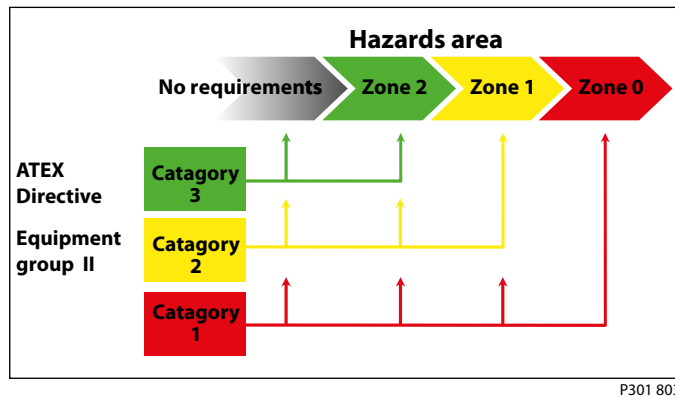 Hazards area
No requirements
Zone 2
Zone 1
Zone 0
ATEX
Directive
Catagory
3
Equipment
group II
Catagory
2
Catagory
1
P301 803